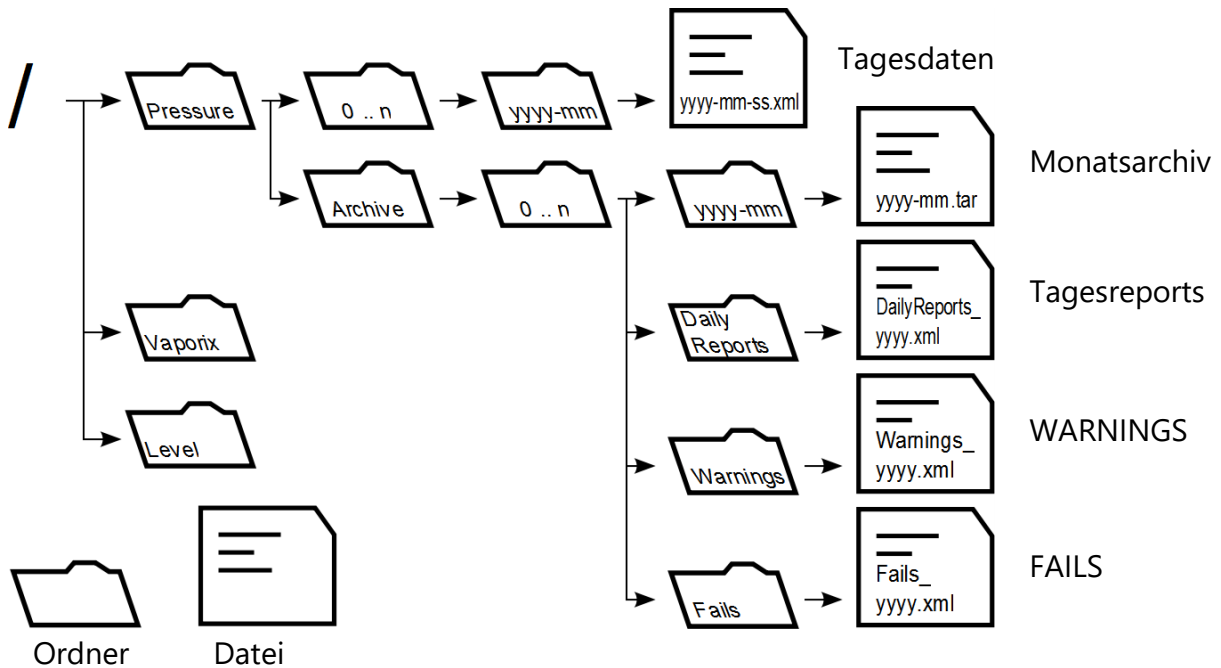 /
Pressure
0 .. n
yyyy-mm
yyyy-mm-ss.xml
Tagesdaten
Archive
0 .. n
yyyy-mm
yyyy-mm.tar
Monatsarchiv
Daily
Reports
DailyReports_
yyyy.xml
Tagesreports
Vaporix
Level
Warnings
Warnings_
yyyy.xml
WARNINGS
Fails
Fails_
yyyy.xml
FAILS
Ordner
Datei